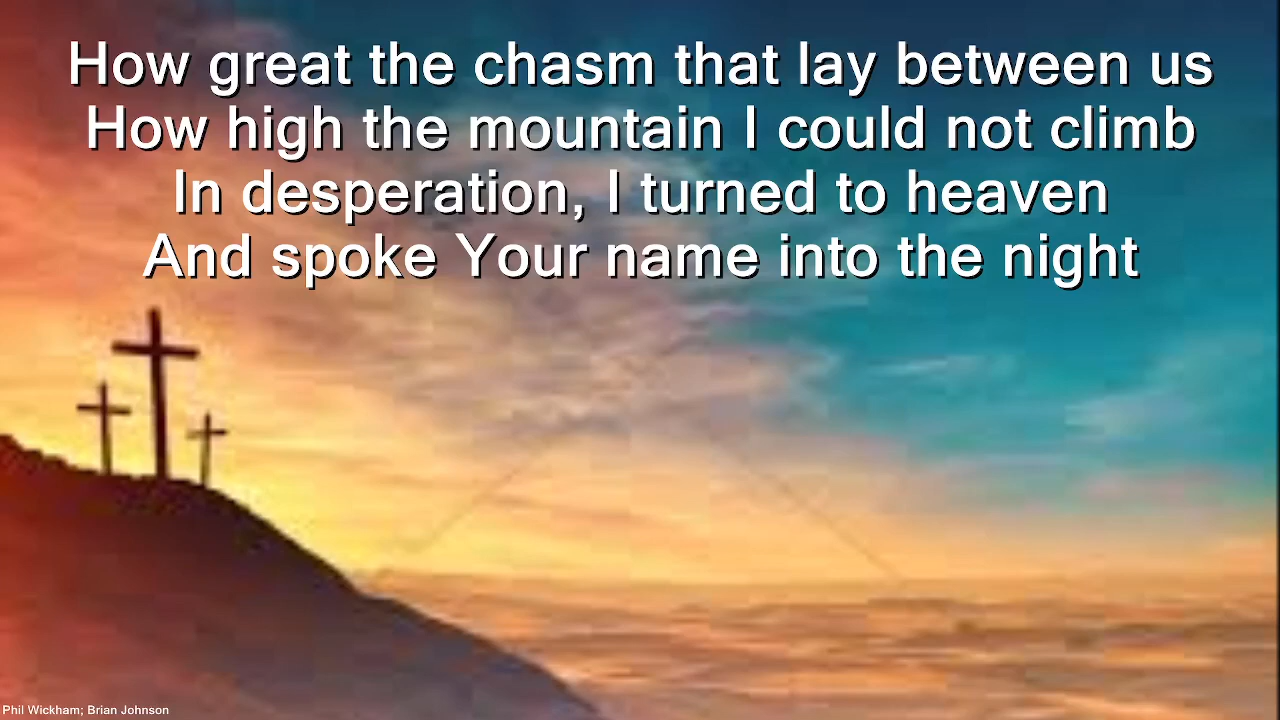 How great the chasm that lay between us
How high the mountain I could not climb
In desperation, I turned to heaven
And spoke Your name into the night
Phil Wickham; Brian Johnson